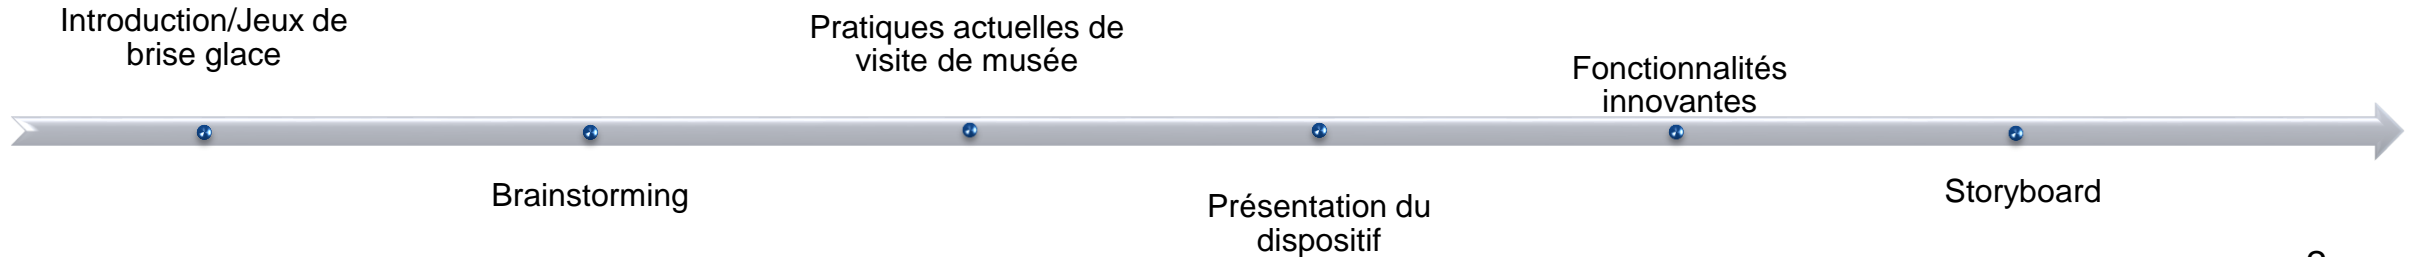 Introduction/Jeux de
brise glace
Brainstorming
Pratiques actuelles de
visite de musée
Présentation du
dispositif
Fonctionnalités
innovantes
Storyboard